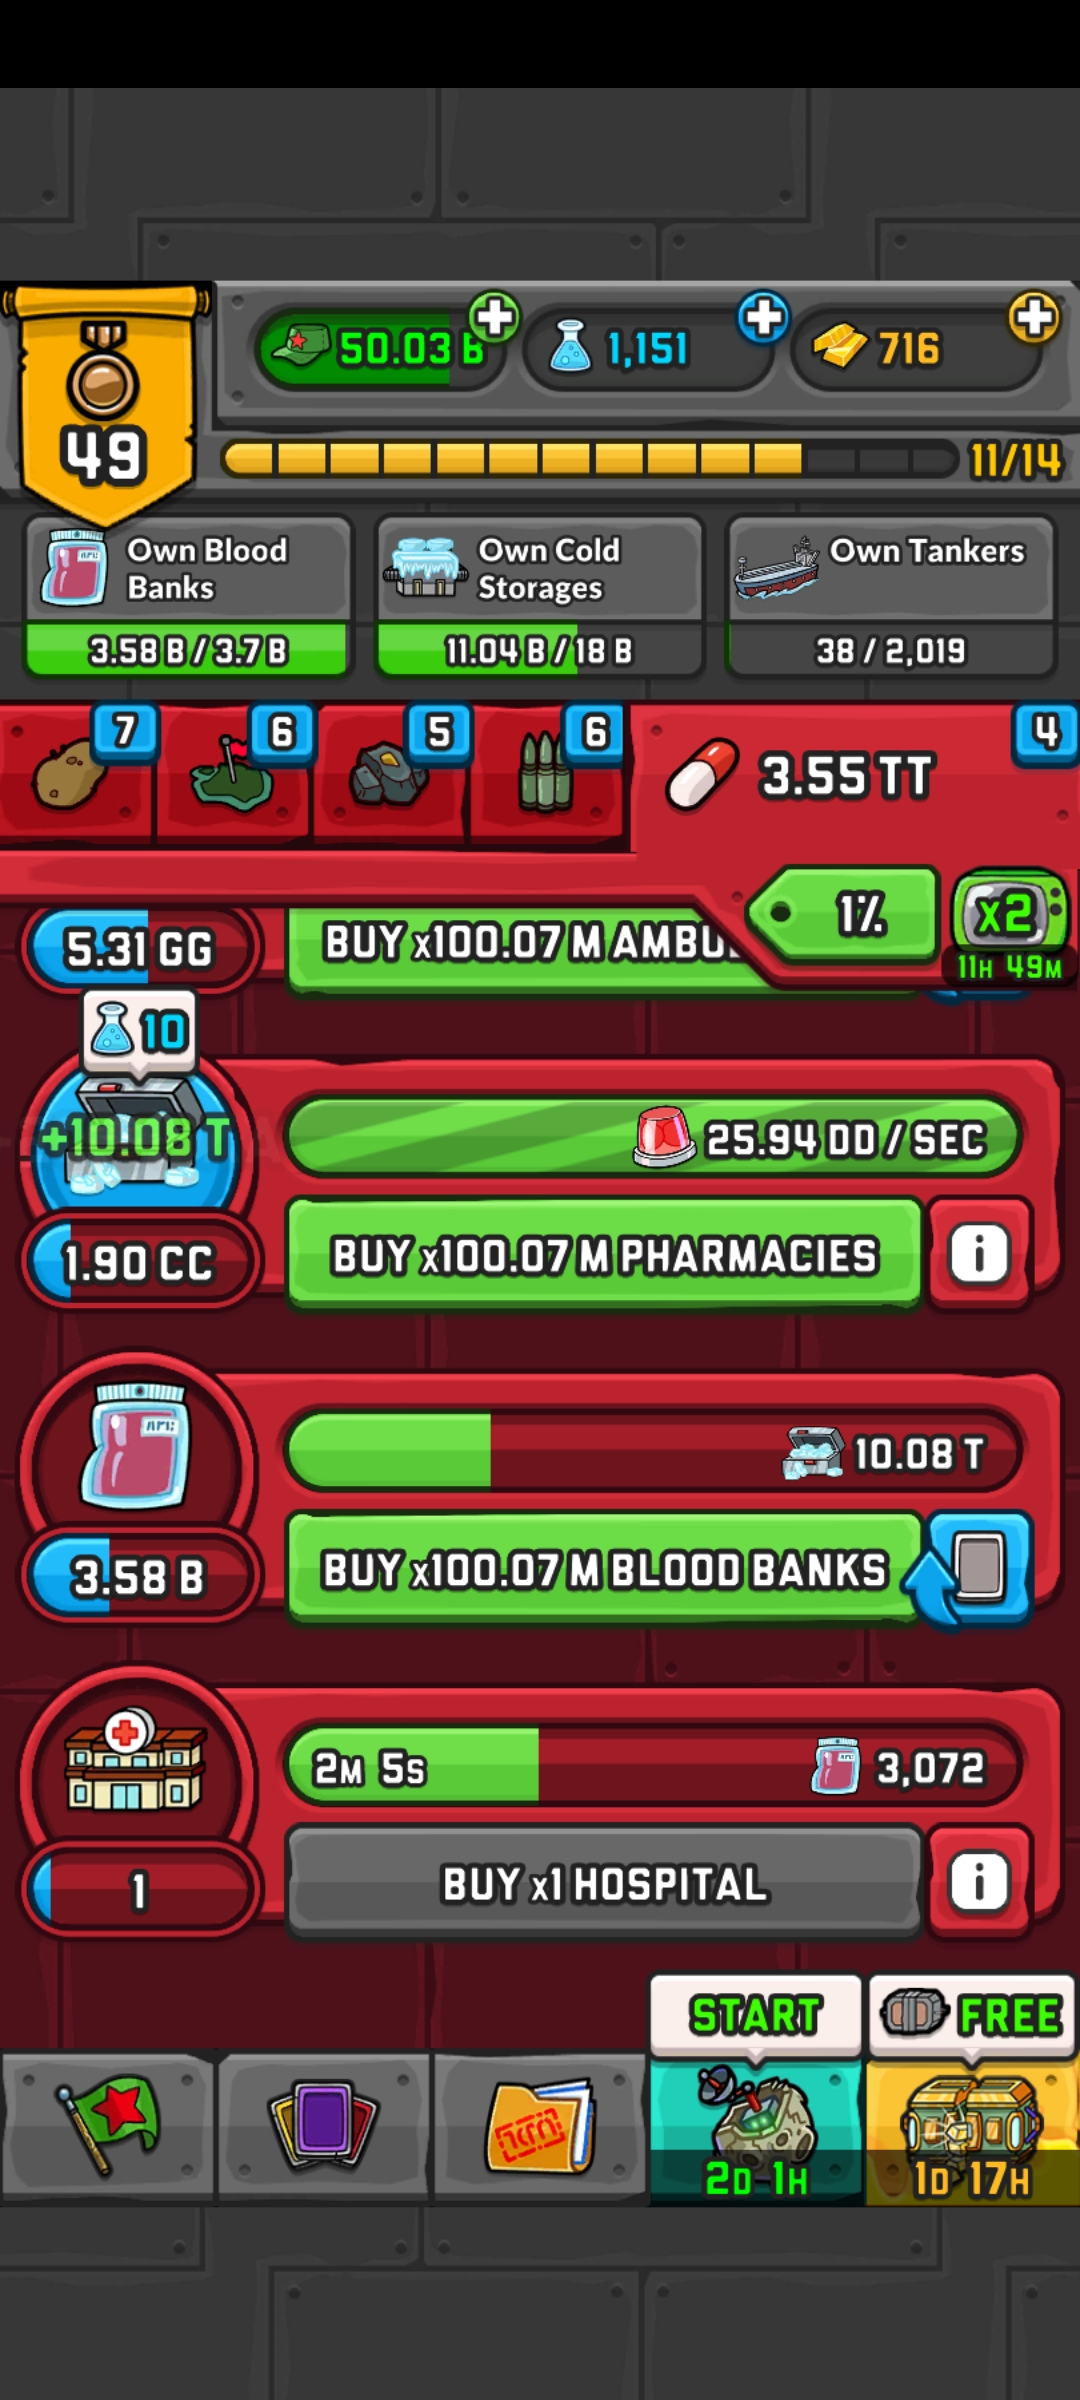 50.03 B
1,151
716
49
11/14
Own Blood Banks
Own Cold Storages
Own Tankers
3.58 B / 3.7 B
11.04 B / 18 B
38 / 2,019
7
6
5
6
4
3.55 TT
1%
x2
11H 49M
5.31 GG
BUY x100.07 M AMBU
10
+10.08 T
25.94 DD / SEC
1.90 CC
BUY x100.07 M PHARMACIES
10.08 T
3.58 B
BUY x100.07 M BLOOD BANKS
2M 5S
3,072
1
BUY x1 HOSPITAL
START
FREE
2D 1H
1D 17H